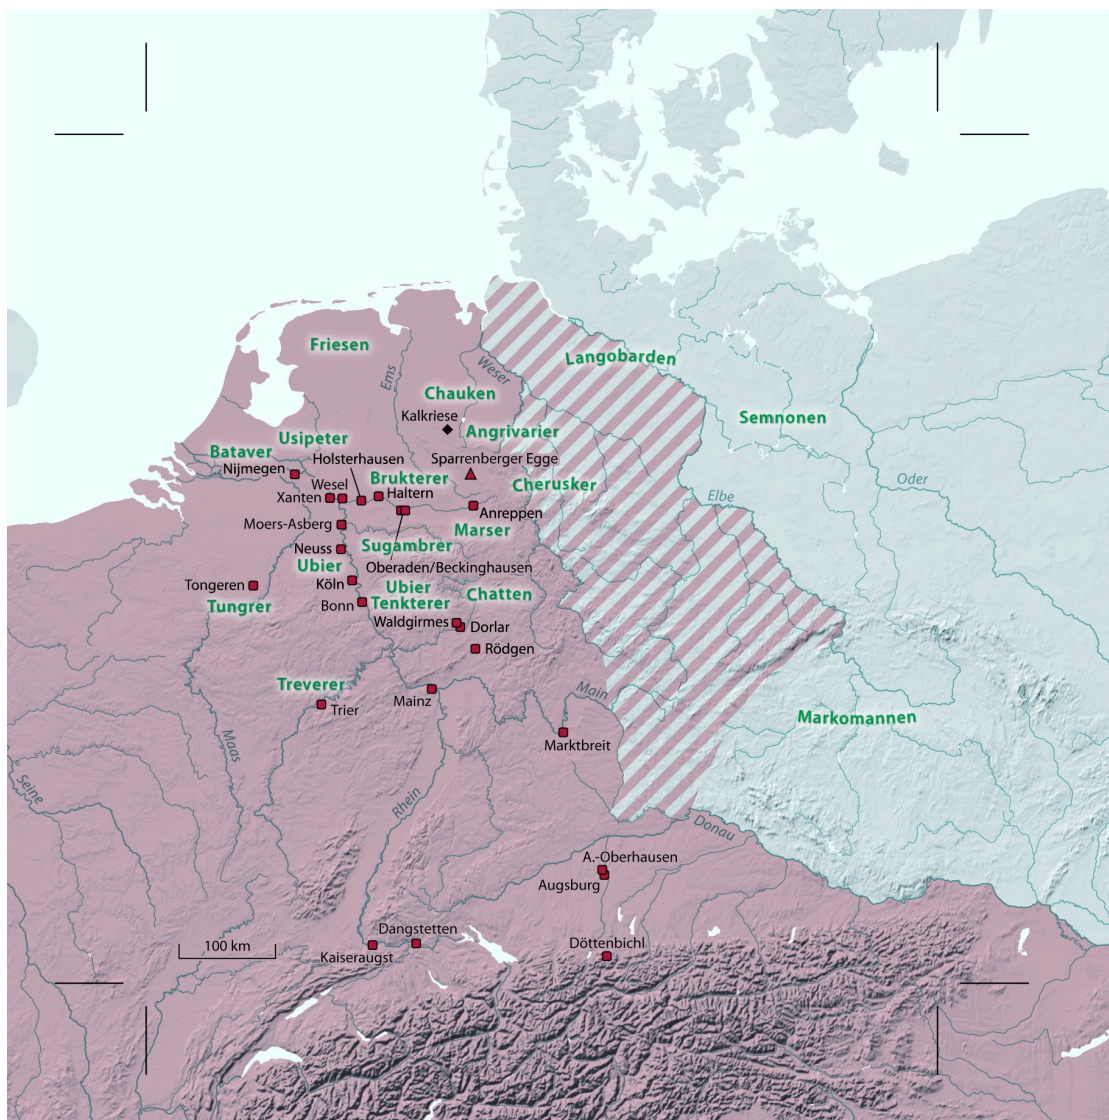 Friesen
Ems
Weser
Langobarden
Chauken
Kalkriese
Semnonen
Angrivarier
Usipeter
Bataver
Holsterhausen
Sparrenberger Egge
Nijmegen
Brukterer
Cherusker
Oder
Wesel
Xanten
Haltern
Elbe
Anreppen
Moers-Asberg
Marser
Sugambrer
Neuss
Oberaden/Beckinghausen
Ubier
Köln
Ubier
Tenkterer
Chatten
Tongeren
Tungrer
Bonn
Waldgirmes
Dorlar
Rödgen
Treverer
Mainz
Main
Trier
Markomannen
Marktbreit
Maas
Seine
Rhein
Donau
A.-Oberhausen
Augsburg
Dangstetten
100 km
Kaiseraugst
Döttenbichl